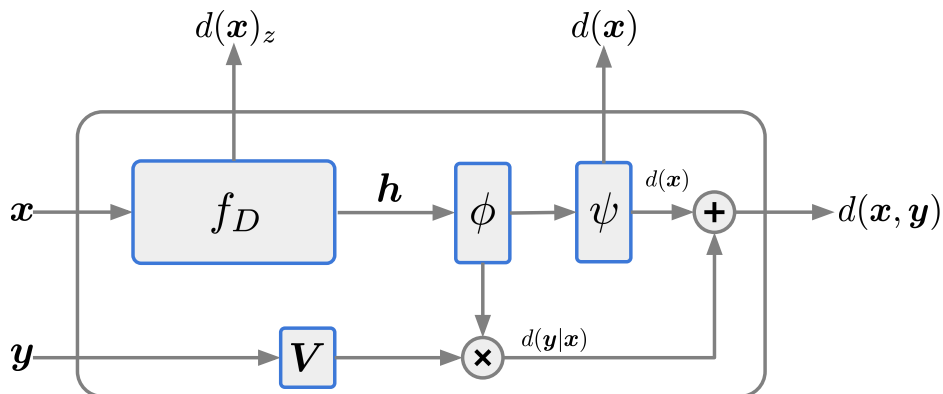 d(x)_z d(x)
x f_D h ϕ ψ d(x) + d(x, y)
y V × d(y|x)